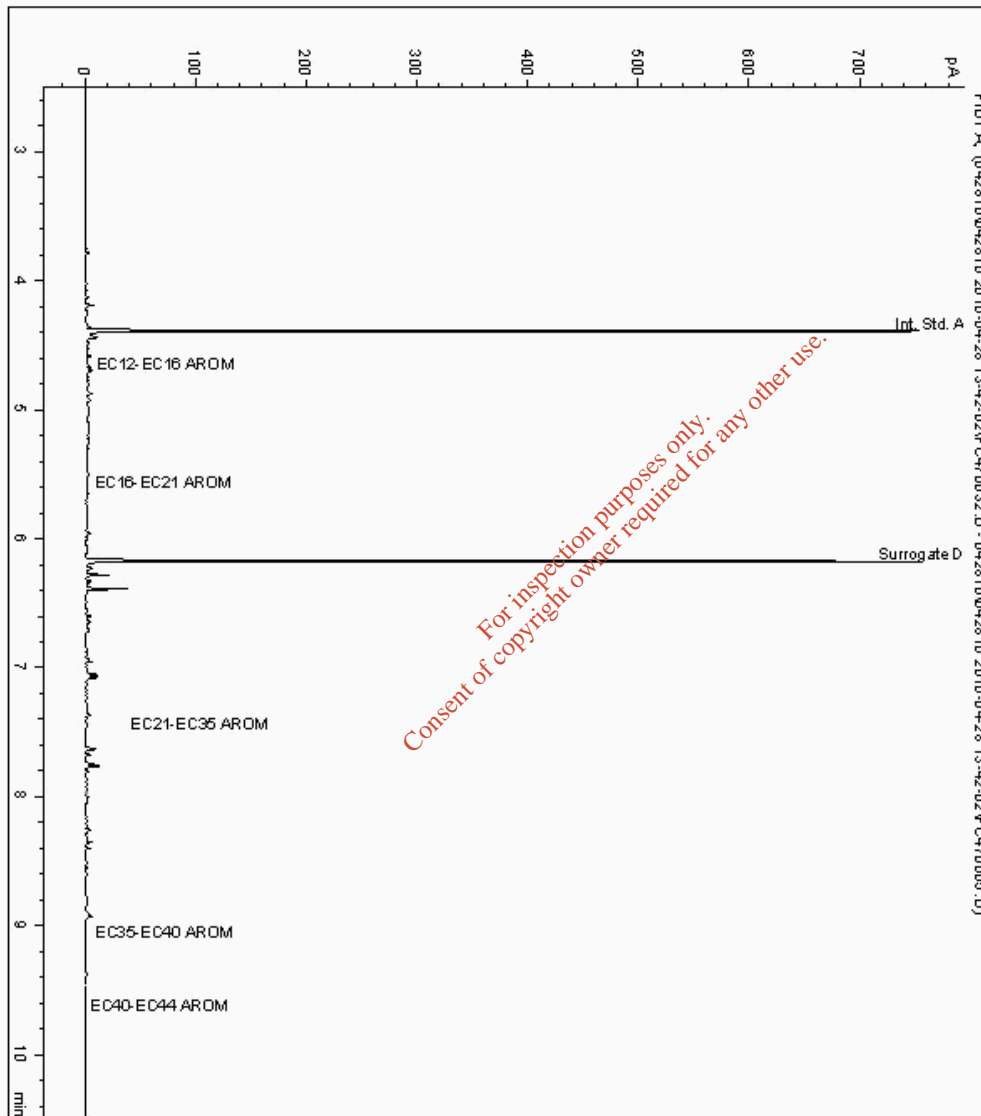 pA
0
100
200
300
400
500
600
700
3
4
5
6
7
8
9
10
min
Int. Std. A
EC12-EC16 AROM
EC16-EC21 AROM
Surrogate D
EC21-EC35 AROM
EC35-EC40 AROM
EC40-EC44 AROM
For inspection purposes only.
Consent of copyright owner required for any other use.